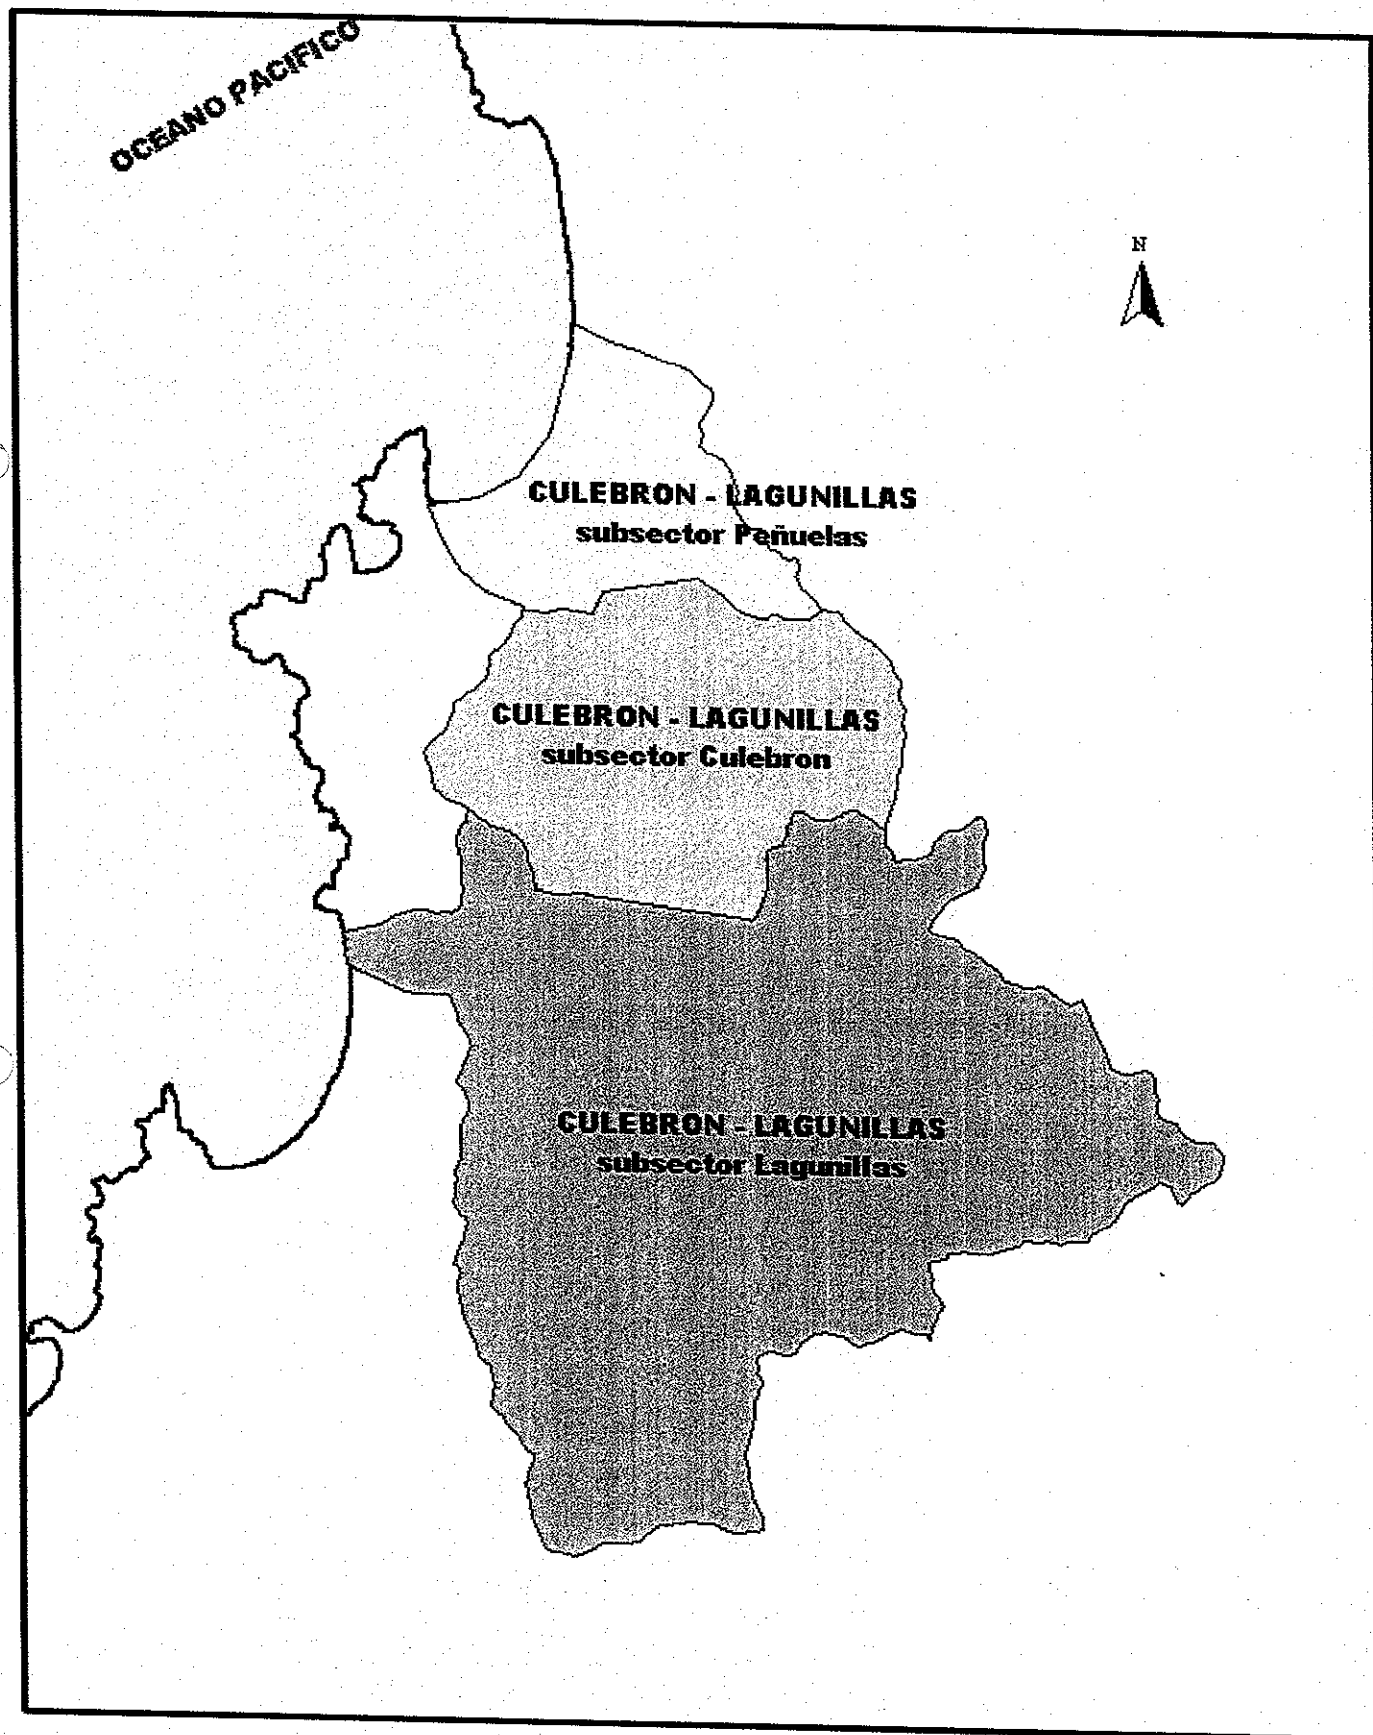 OCEANO PACIFICO
N
CULEBRON - LAGUNILLAS
subsector Peñuelas
CULEBRON - LAGUNILLAS
subsector Culebron
CULEBRON - LAGUNILLAS
subsector Lagunillas